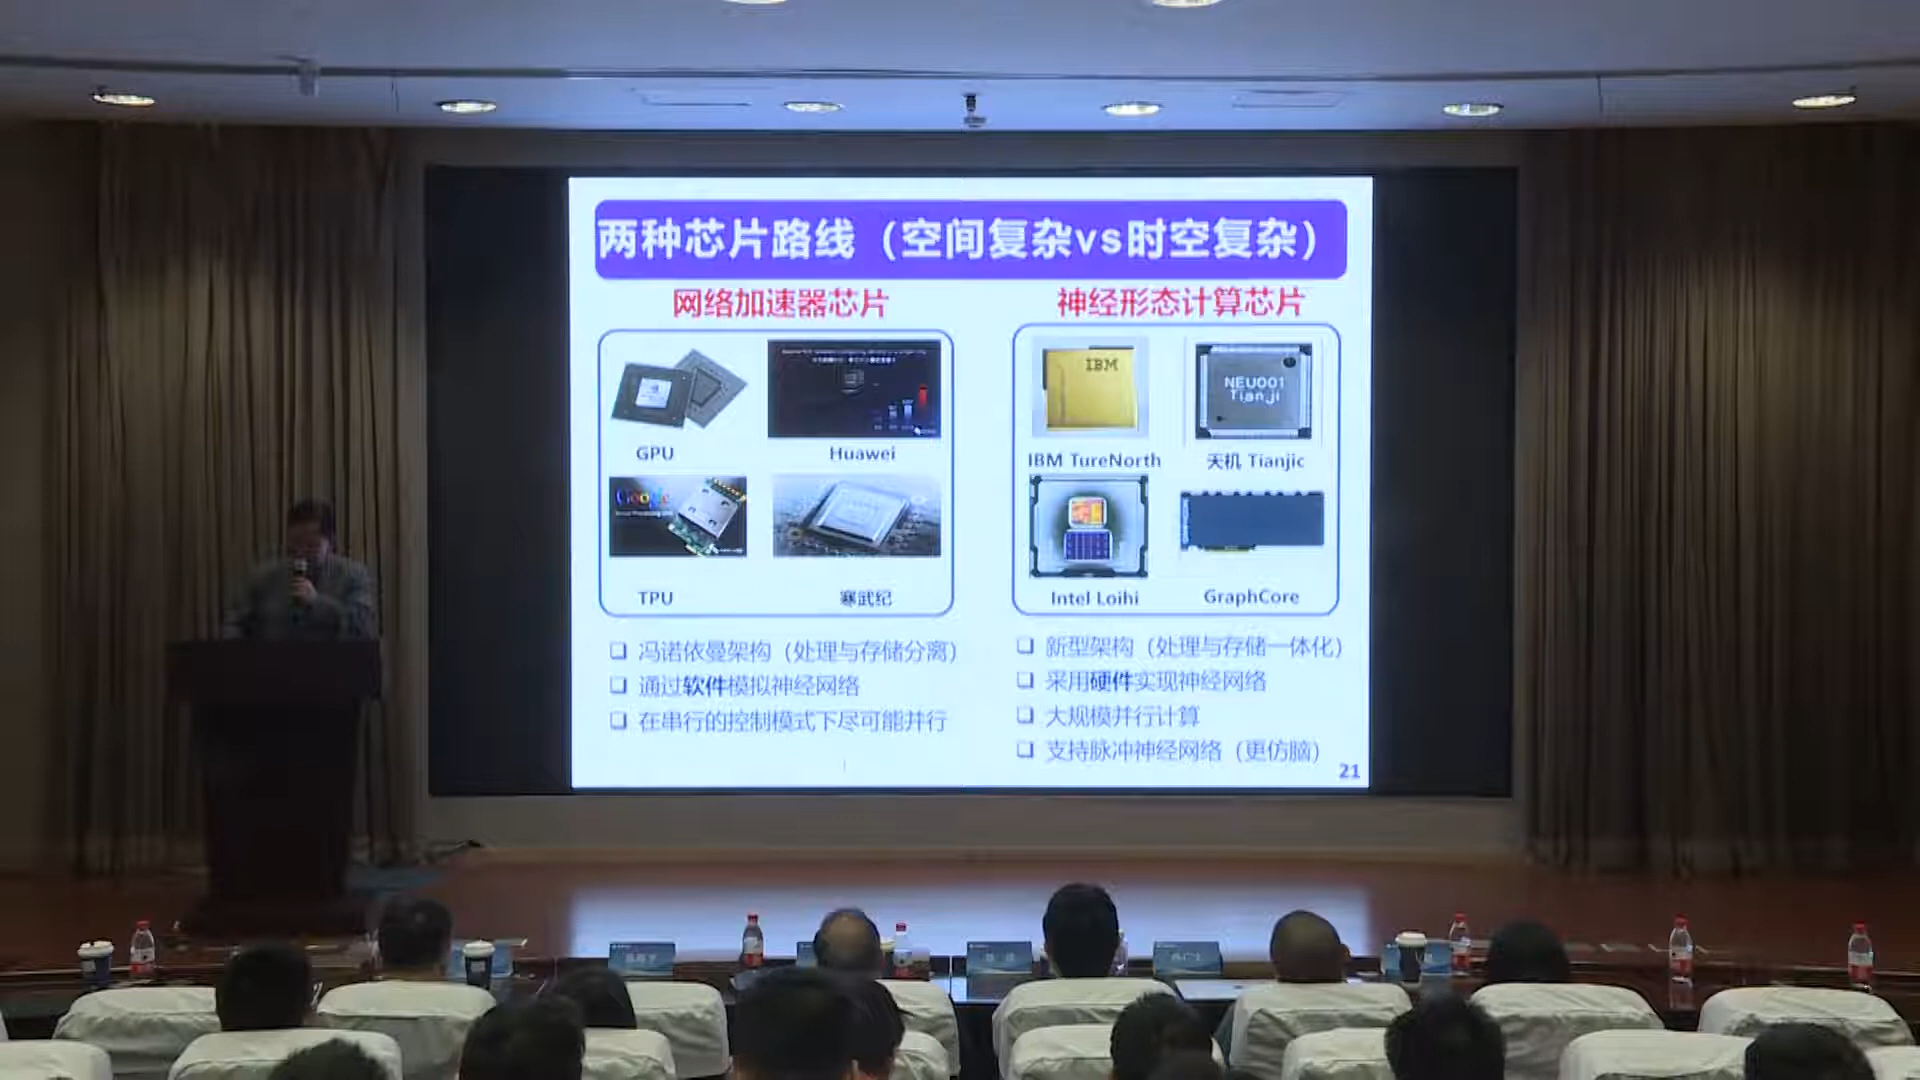 两种芯片路线（空间复杂vs时空复杂）
网络加速器芯片
GPU
Huawei
Google
TPU
寒武纪
❑ 冯诺依曼架构（处理与存储分离）
❑ 通过软件模拟神经网络
❑ 在串行的控制模式下尽可能并行
神经形态计算芯片
IBM
NEU001
Tianji
IBM TureNorth
天机 Tianjic
Intel Loihi
GraphCore
❑ 新型架构（处理与存储一体化）
❑ 采用硬件实现神经网络
❑ 大规模并行计算
❑ 支持脉冲神经网络（更仿脑）
21